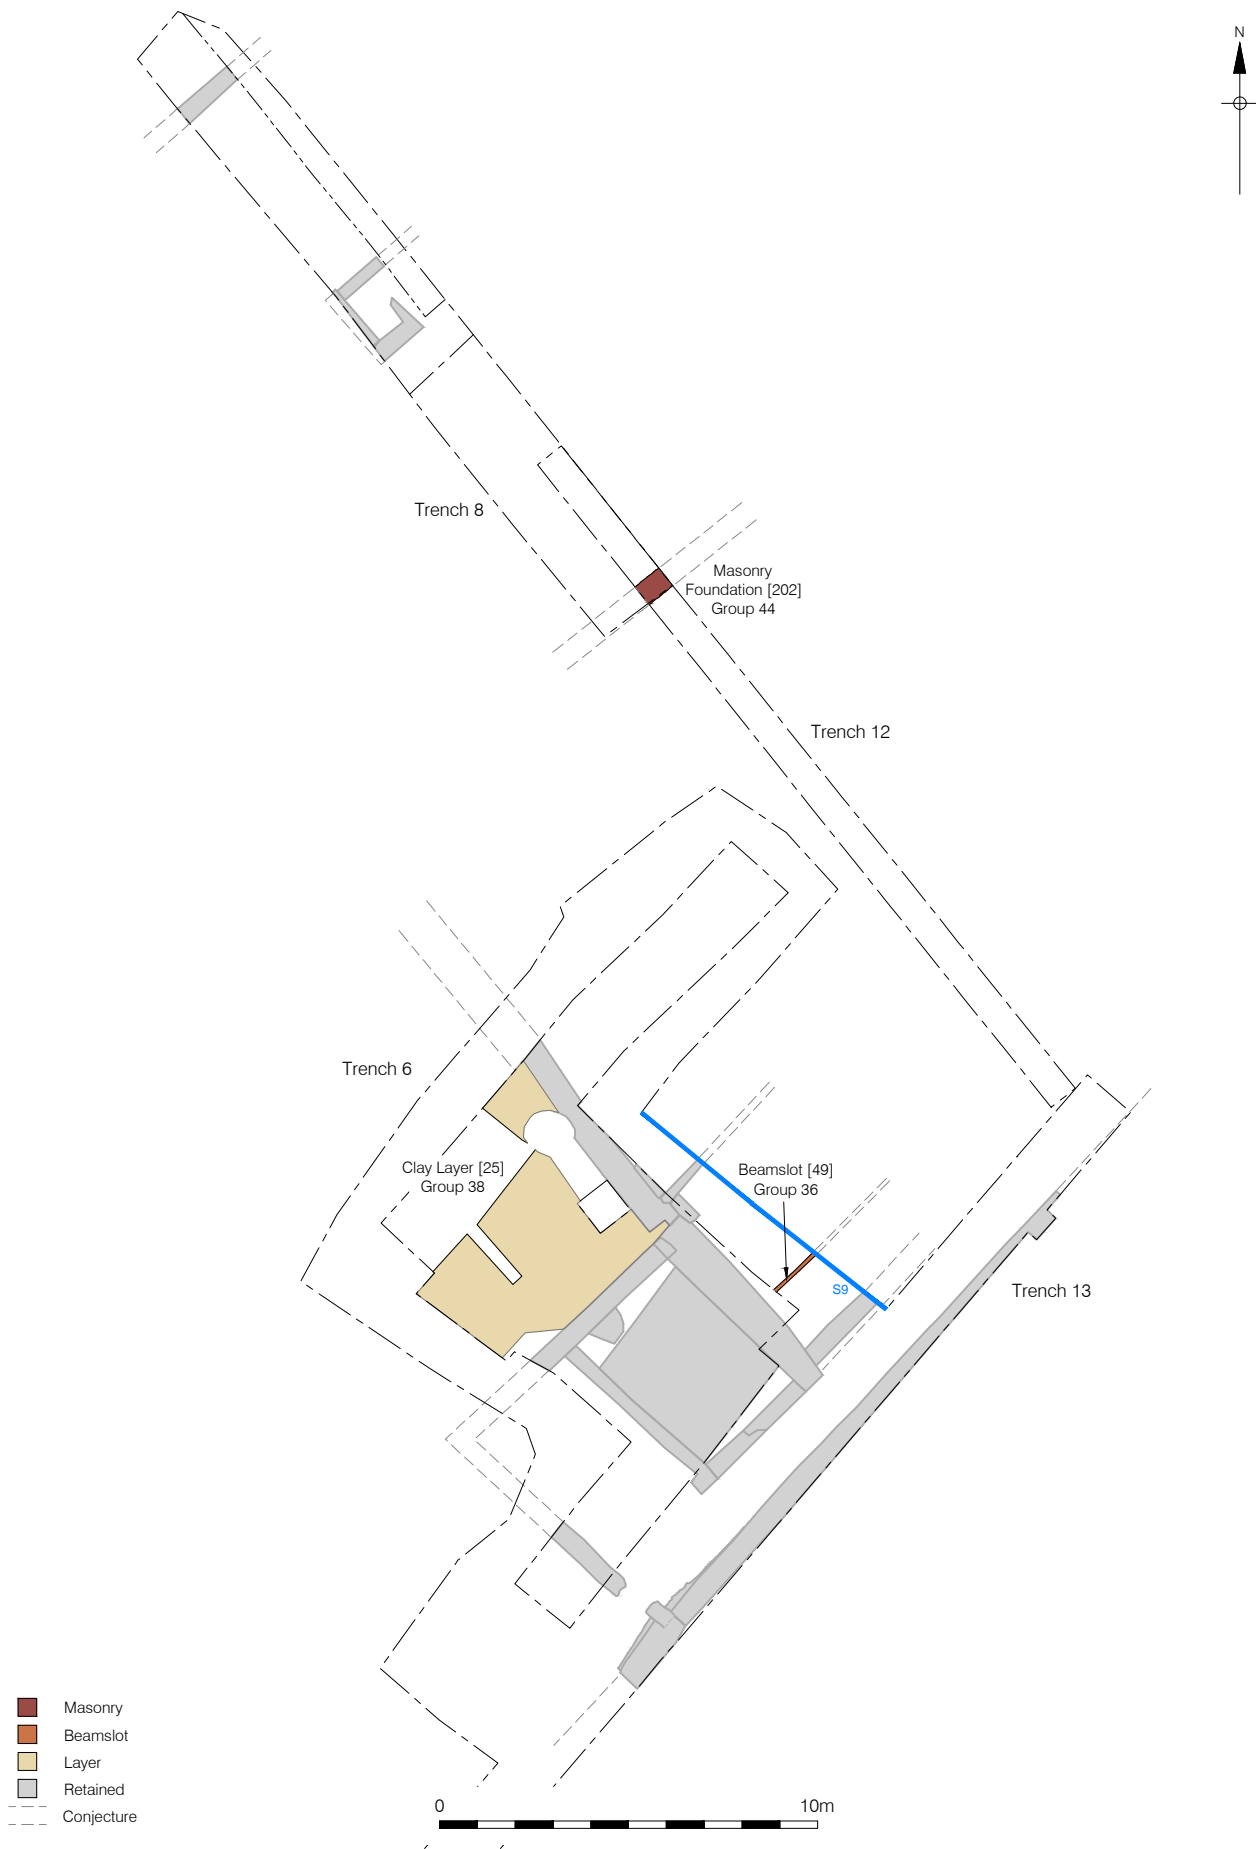 N
Trench 8
Masonry
Foundation [202]
Group 44
Trench 12
Trench 6
Clay Layer [25]
Group 38
Beamslot [49]
Group 36
S9
Trench 13
Masonry
Beamslot
Layer
Retained
Conjecture
0 10m